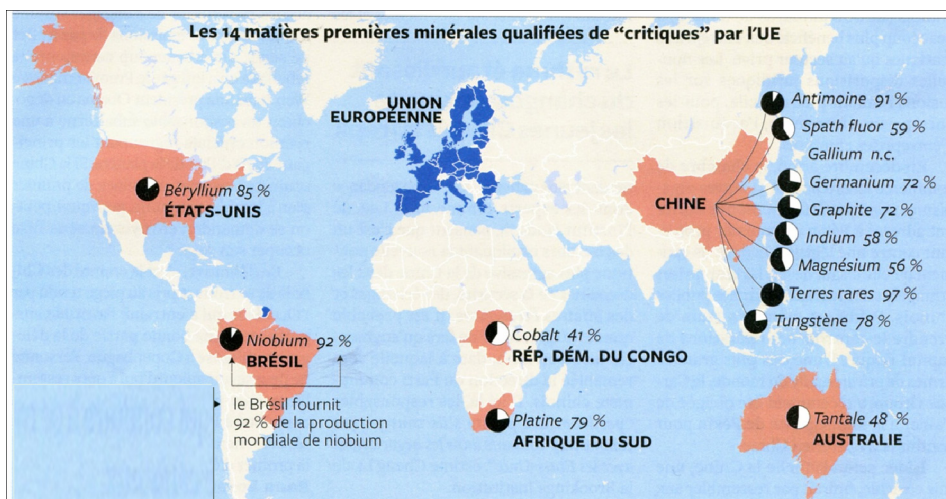 Les 14 matières premières minérales qualifiées de “critiques” par l'UE
UNION
EUROPÉENNE
Béryllium 85 %
ÉTATS-UNIS
CHINE
Antimoine 91 %
Spath fluor 59 %
Gallium n.c.
Germanium 72 %
Graphite 72 %
Indium 58 %
Magnésium 56 %
Terres rares 97 %
Tungstène 78 %
Niobium 92 %
BRÉSIL
le Brésil fournit
92 % de la production
mondiale de niobium
Cobalt 41 %
RÉP. DÉM. DU CONGO
Platine 79 %
AFRIQUE DU SUD
Tantale 48 %
AUSTRALIE